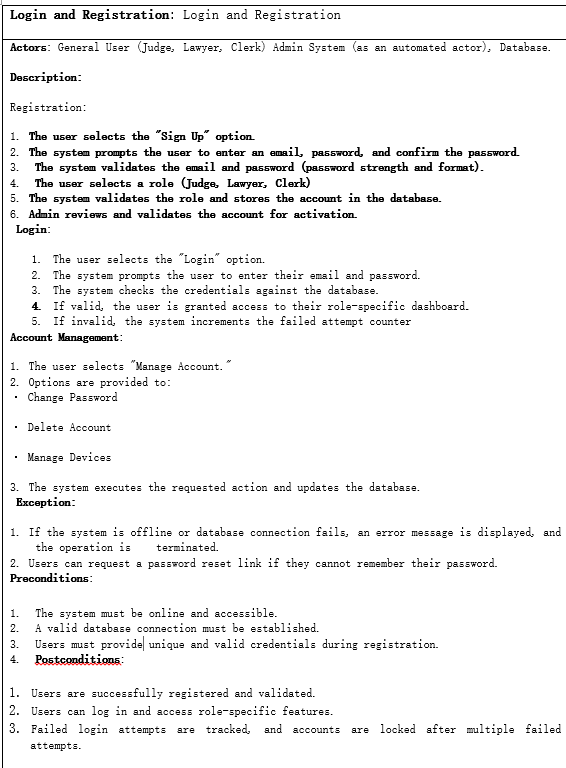 Login and Registration: Login and Registration
Actors: General User (Judge, Lawyer, Clerk) Admin System (as an automated actor), Database.
Description:
Registration:
1. The user selects the "Sign Up" option.
2. The system prompts the user to enter an email, password, and confirm the password.
3. The system validates the email and password (password strength and format).
4. The user selects a role (Judge, Lawyer, Clerk)
5. The system validates the role and stores the account in the database.
6. Admin reviews and validates the account for activation.
Login:
1. The user selects the "Login" option.
2. The system prompts the user to enter their email and password.
3. The system checks the credentials against the database.
4. If valid, the user is granted access to their role-specific dashboard.
5. If invalid, the system increments the failed attempt counter
Account Management:
1. The user selects "Manage Account."
2. Options are provided to:
· Change Password
· Delete Account
· Manage Devices
3. The system executes the requested action and updates the database.
Exception:
1. If the system is offline or database connection fails, an error message is displayed, and
the operation is terminated.
2. Users can request a password reset link if they cannot remember their password.
Preconditions:
1. The system must be online and accessible.
2. A valid database connection must be established.
3. Users must provide unique and valid credentials during registration.
4. Postconditions:
1. Users are successfully registered and validated.
2. Users can log in and access role-specific features.
3. Failed login attempts are tracked, and accounts are locked after multiple failed
attempts.